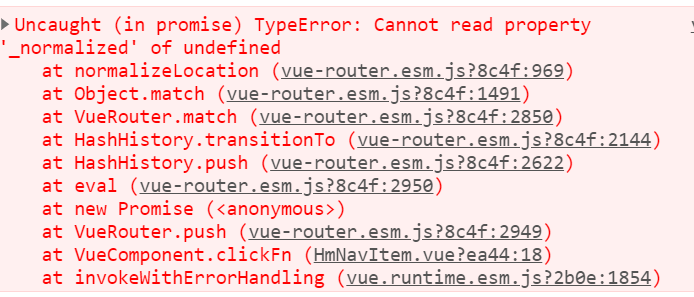 ▶Uncaught (in promise) TypeError: Cannot read property
'_normalized' of undefined
at normalizeLocation (vue-router.esm.js?8c4f:969)
at Object.match (vue-router.esm.js?8c4f:1491)
at VueRouter.match (vue-router.esm.js?8c4f:2850)
at HashHistory.transitionTo (vue-router.esm.js?8c4f:2144)
at HashHistory.push (vue-router.esm.js?8c4f:2622)
at eval (vue-router.esm.js?8c4f:2950)
at new Promise (<anonymous>)
at VueRouter.push (vue-router.esm.js?8c4f:2949)
at VueComponent.clickFn (HmNavItem.vue?ea44:18)
at invokeWithErrorHandling (vue.runtime.esm.js?2b0e:1854)